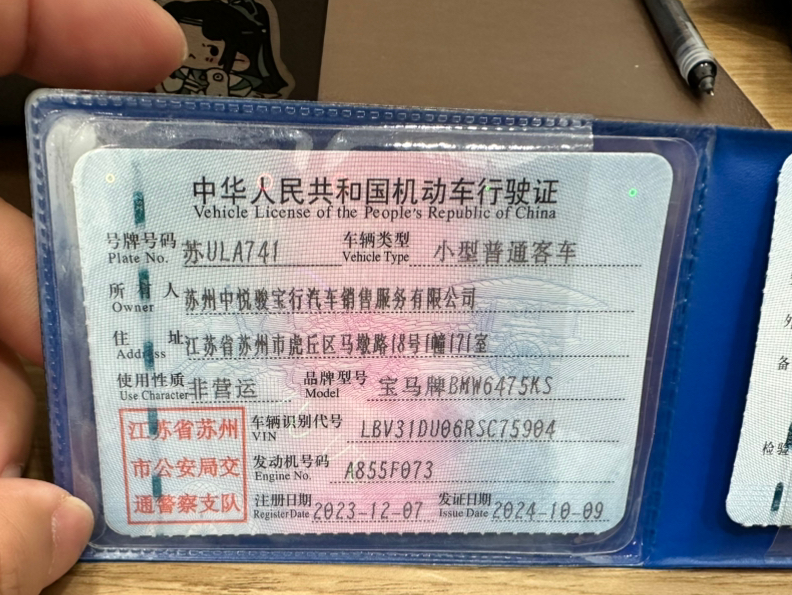 中华人民共和国机动车行驶证
Vehicle License of the People's Republic of China
号牌号码 苏ULA741 车辆类型 小型普通客车
Plate No. Vehicle Type
所有人 苏州中悦骏宝行汽车销售服务有限公司
Owner
住址 江苏省苏州市虎丘区马墩路18号1幢171室
Address
使用性质 非营运 品牌型号 宝马牌BMW6475KS
Use Character Model
江苏省苏州
市公安局交
通警察支队
车辆识别代号 LBV31DU06RSC75904
VIN
发动机号码 A855F073
Engine No.
注册日期 2023-12-07 发证日期 2024-10-09
Register Date Issue Date
外
备
检验